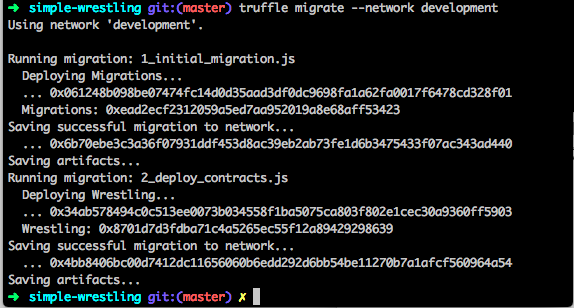 ➜ simple-wrestling git:(master) truffle migrate --network development
Using network 'development'.
Running migration: 1_initial_migration.js
Deploying Migrations...
... 0x061248b098be07474fc14d0d35aad3df0dc9698fa1a62fa0017f6478cd328f01
Migrations: 0xead2ecf2312059a5ed7aa952019a8e68aff53423
Saving successful migration to network...
... 0x6b70ebe3c3a36f07931ddf453d8ac39eb2ab73fe1d6b3475433f07ac343ad440
Saving artifacts...
Running migration: 2_deploy_contracts.js
Deploying Wrestling...
... 0x34ab578494c0c513ee0073b034558f1ba5075ca803f802e1cec30a9360ff5903
Wrestling: 0x8701d7d3fdba71c4a5265ec55f12a89429298639
Saving successful migration to network...
... 0x4bb8406bc00d7412dc11656060b6edd292d6bb54be11270b7a1afcf560964a54
Saving artifacts...
➜ simple-wrestling git:(master) ✗